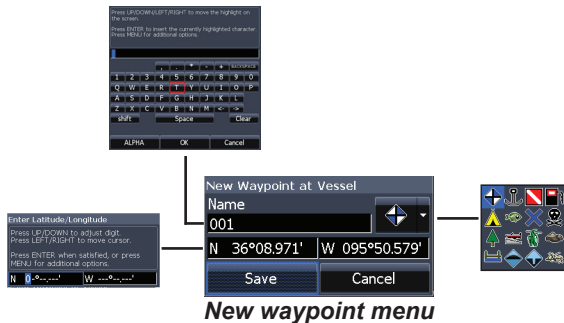 Press UP/DOWN/LEFT/RIGHT to move the highlight on
the screen.
Press ENTER to insert the currently highlighted character
Press MENU for additional options.
, . * - + BACKSPACE
1 2 3 4 5 6 7 8 9 0
Q W E R T Y U I O P
A S D F G H J K L
Z X C V B N M <- ->
shift Space Clear
ALPHA OK Cancel
New Waypoint at Vessel
Name
001
N 36°08.971' W 095°50.579'
Save Cancel
Enter Latitude/Longitude
Press UP/DOWN to adjust digit.
Press LEFT/RIGHT to move cursor.
Press ENTER when satisfied, or press
MENU for additional options.
N 0-°--.---' W ---°--.---'
New waypoint menu